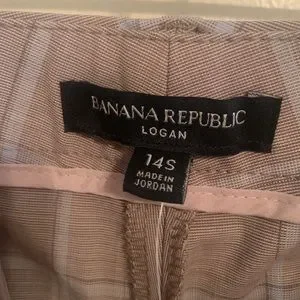 BANANA REPUBLIC
LOGAN
14S
MADE IN
JORDAN